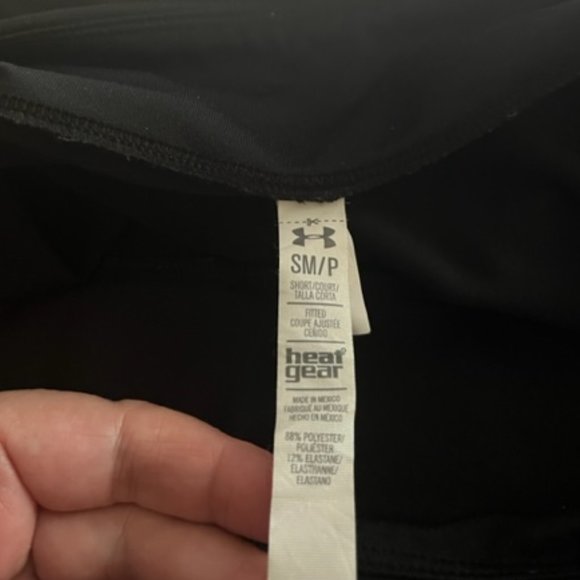 SM/P
SHORT/COURT/
TALLA CORTA
FITTED
COUPE AJUSTÉE
CEÑIDO
heat
gear
MADE IN MEXICO
FABRIQUÉ AU MEXIQUE
HECHO EN MÉXICO
88% POLYESTER/
POLIÉSTER
12% ELASTANE/
ÉLASTHANNE/
ELASTANO